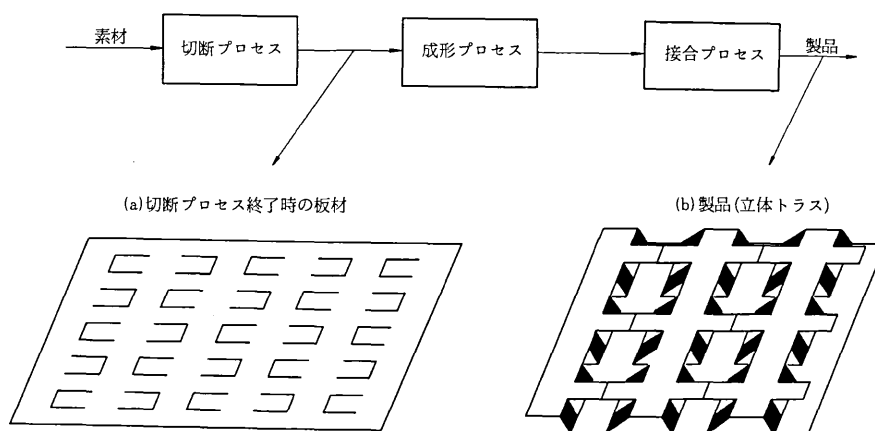 素材
切断プロセス
成形プロセス
接合プロセス
製品
(a)切断プロセス終了時の板材
(b)製品(立体トラス)